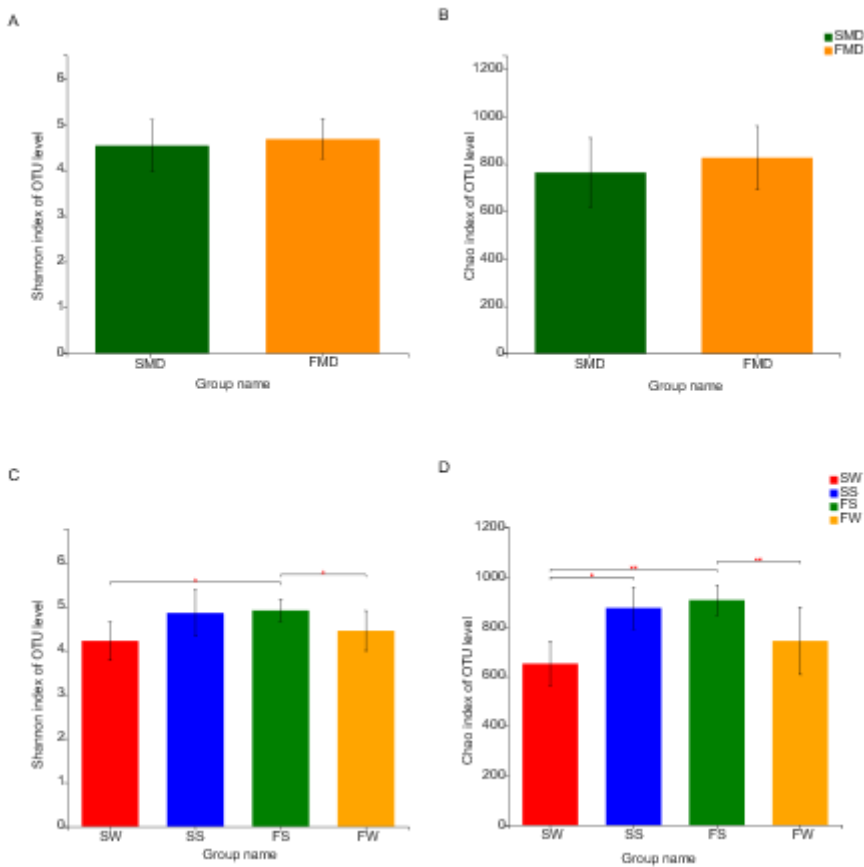 A
Shannon index of OTU level
6
5
4
3
2
1
0
SMD
FMD
Group name
B
SMD
FMD
Chao index of OTU level
1200
1000
800
600
400
200
0
SMD
FMD
Group name
C
Shannon index of OTU level
6
5
4
3
2
1
0
*
*
SW
SS
FS
FW
Group name
D
SW
SS
FS
FW
Chao index of OTU level
1200
1000
800
600
400
200
0
**
*
**
SW
SS
FS
FW
Group name